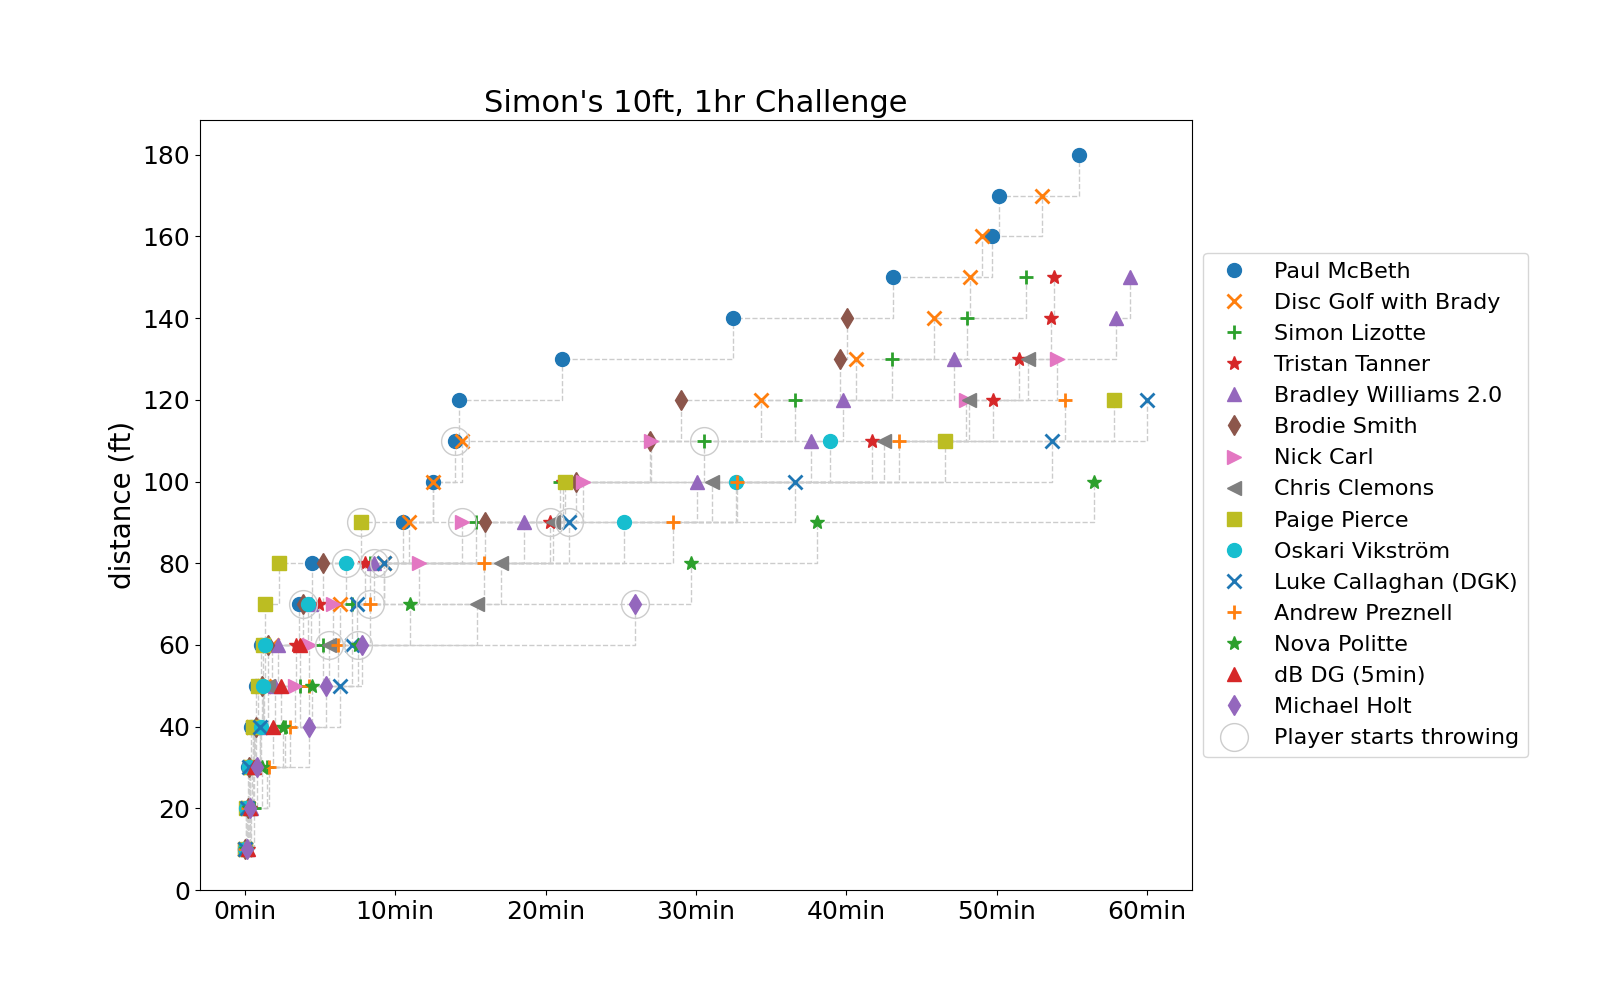 Simon's 10ft, 1hr Challenge
distance (ft)
180
160
140
120
100
80
60
40
20
0
0min 10min 20min 30min 40min 50min 60min
Paul McBeth
Disc Golf with Brady
Simon Lizotte
Tristan Tanner
Bradley Williams 2.0
Brodie Smith
Nick Carl
Chris Clemons
Paige Pierce
Oskari Vikström
Luke Callaghan (DGK)
Andrew Preznell
Nova Politte
dB DG (5min)
Michael Holt
Player starts throwing